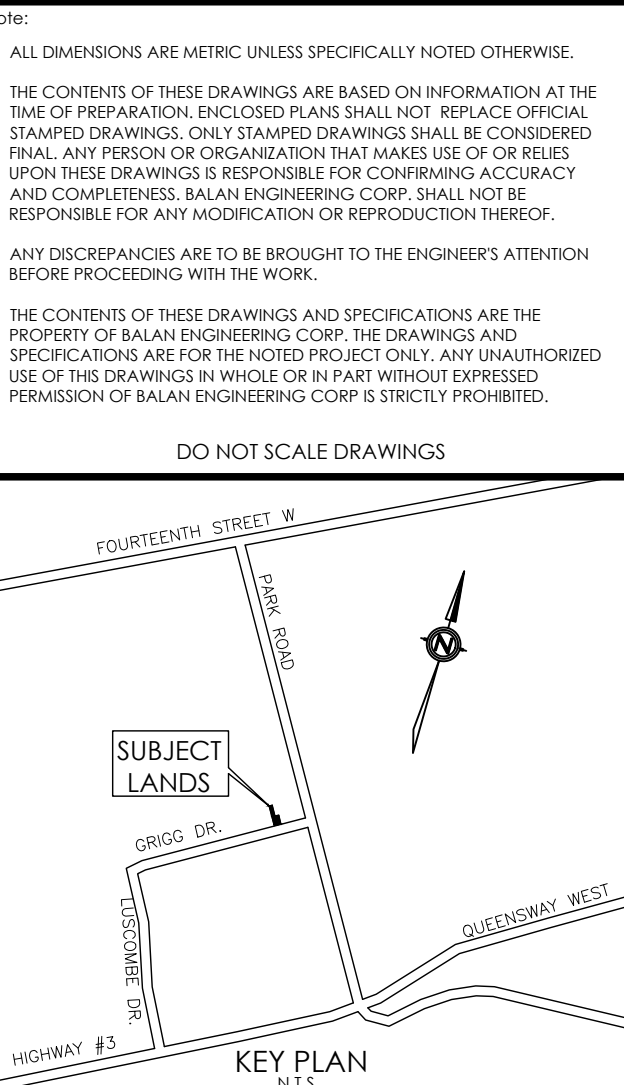 ote:
ALL DIMENSIONS ARE METRIC UNLESS SPECIFICALLY NOTED OTHERWISE.
THE CONTENTS OF THESE DRAWINGS ARE BASED ON INFORMATION AT THE
TIME OF PREPARATION. ENCLOSED PLANS SHALL NOT REPLACE OFFICIAL
STAMPED DRAWINGS. ONLY STAMPED DRAWINGS SHALL BE CONSIDERED
FINAL. ANY PERSON OR ORGANIZATION THAT MAKES USE OF OR RELIES
UPON THESE DRAWINGS IS RESPONSIBLE FOR CONFIRMING ACCURACY
AND COMPLETENESS. BALAN ENGINEERING CORP. SHALL NOT BE
RESPONSIBLE FOR ANY MODIFICATION OR REPRODUCTION THEREOF.
ANY DISCREPANCIES ARE TO BE BROUGHT TO THE ENGINEER'S ATTENTION
BEFORE PROCEEDING WITH THE WORK.
THE CONTENTS OF THESE DRAWINGS AND SPECIFICATIONS ARE THE
PROPERTY OF BALAN ENGINEERING CORP. THE DRAWINGS AND
SPECIFICATIONS ARE FOR THE NOTED PROJECT ONLY. ANY UNAUTHORIZED
USE OF THIS DRAWINGS IN WHOLE OR IN PART WITHOUT EXPRESSED
PERMISSION OF BALAN ENGINEERING CORP IS STRICTLY PROHIBITED.
DO NOT SCALE DRAWINGS
FOURTEENTH STREET W
PARK ROAD
N
SUBJECT
LANDS
GRIGG DR.
LUSCOMBE DR.
QUEENSWAY WEST
HIGHWAY #3
KEY PLAN
N.T.S.